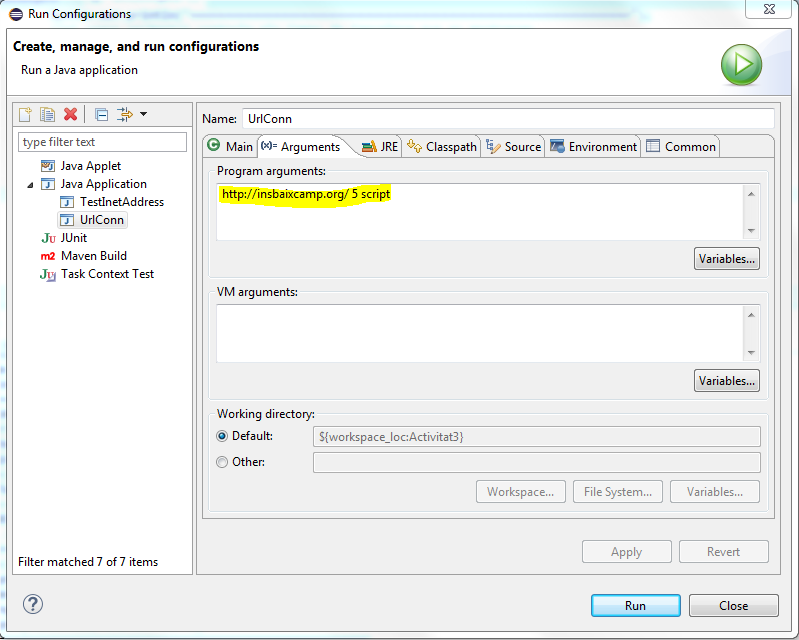 Run Configurations
Create, manage, and run configurations
Run a Java application
type filter text
Java Applet
Java Application
TestInetAddress
UrlConn
JUnit
Maven Build
Task Context Test
Filter matched 7 of 7 items
Name: UrlConn
Main (x)= Arguments JRE Classpath Source Environment Common
Program arguments:
http://insbaixcamp.org/ 5 script
Variables...
VM arguments:
Variables...
Working directory:
Default: ${workspace_loc:Activitat3}
Other:
Workspace... File System... Variables...
Apply Revert
Run Close